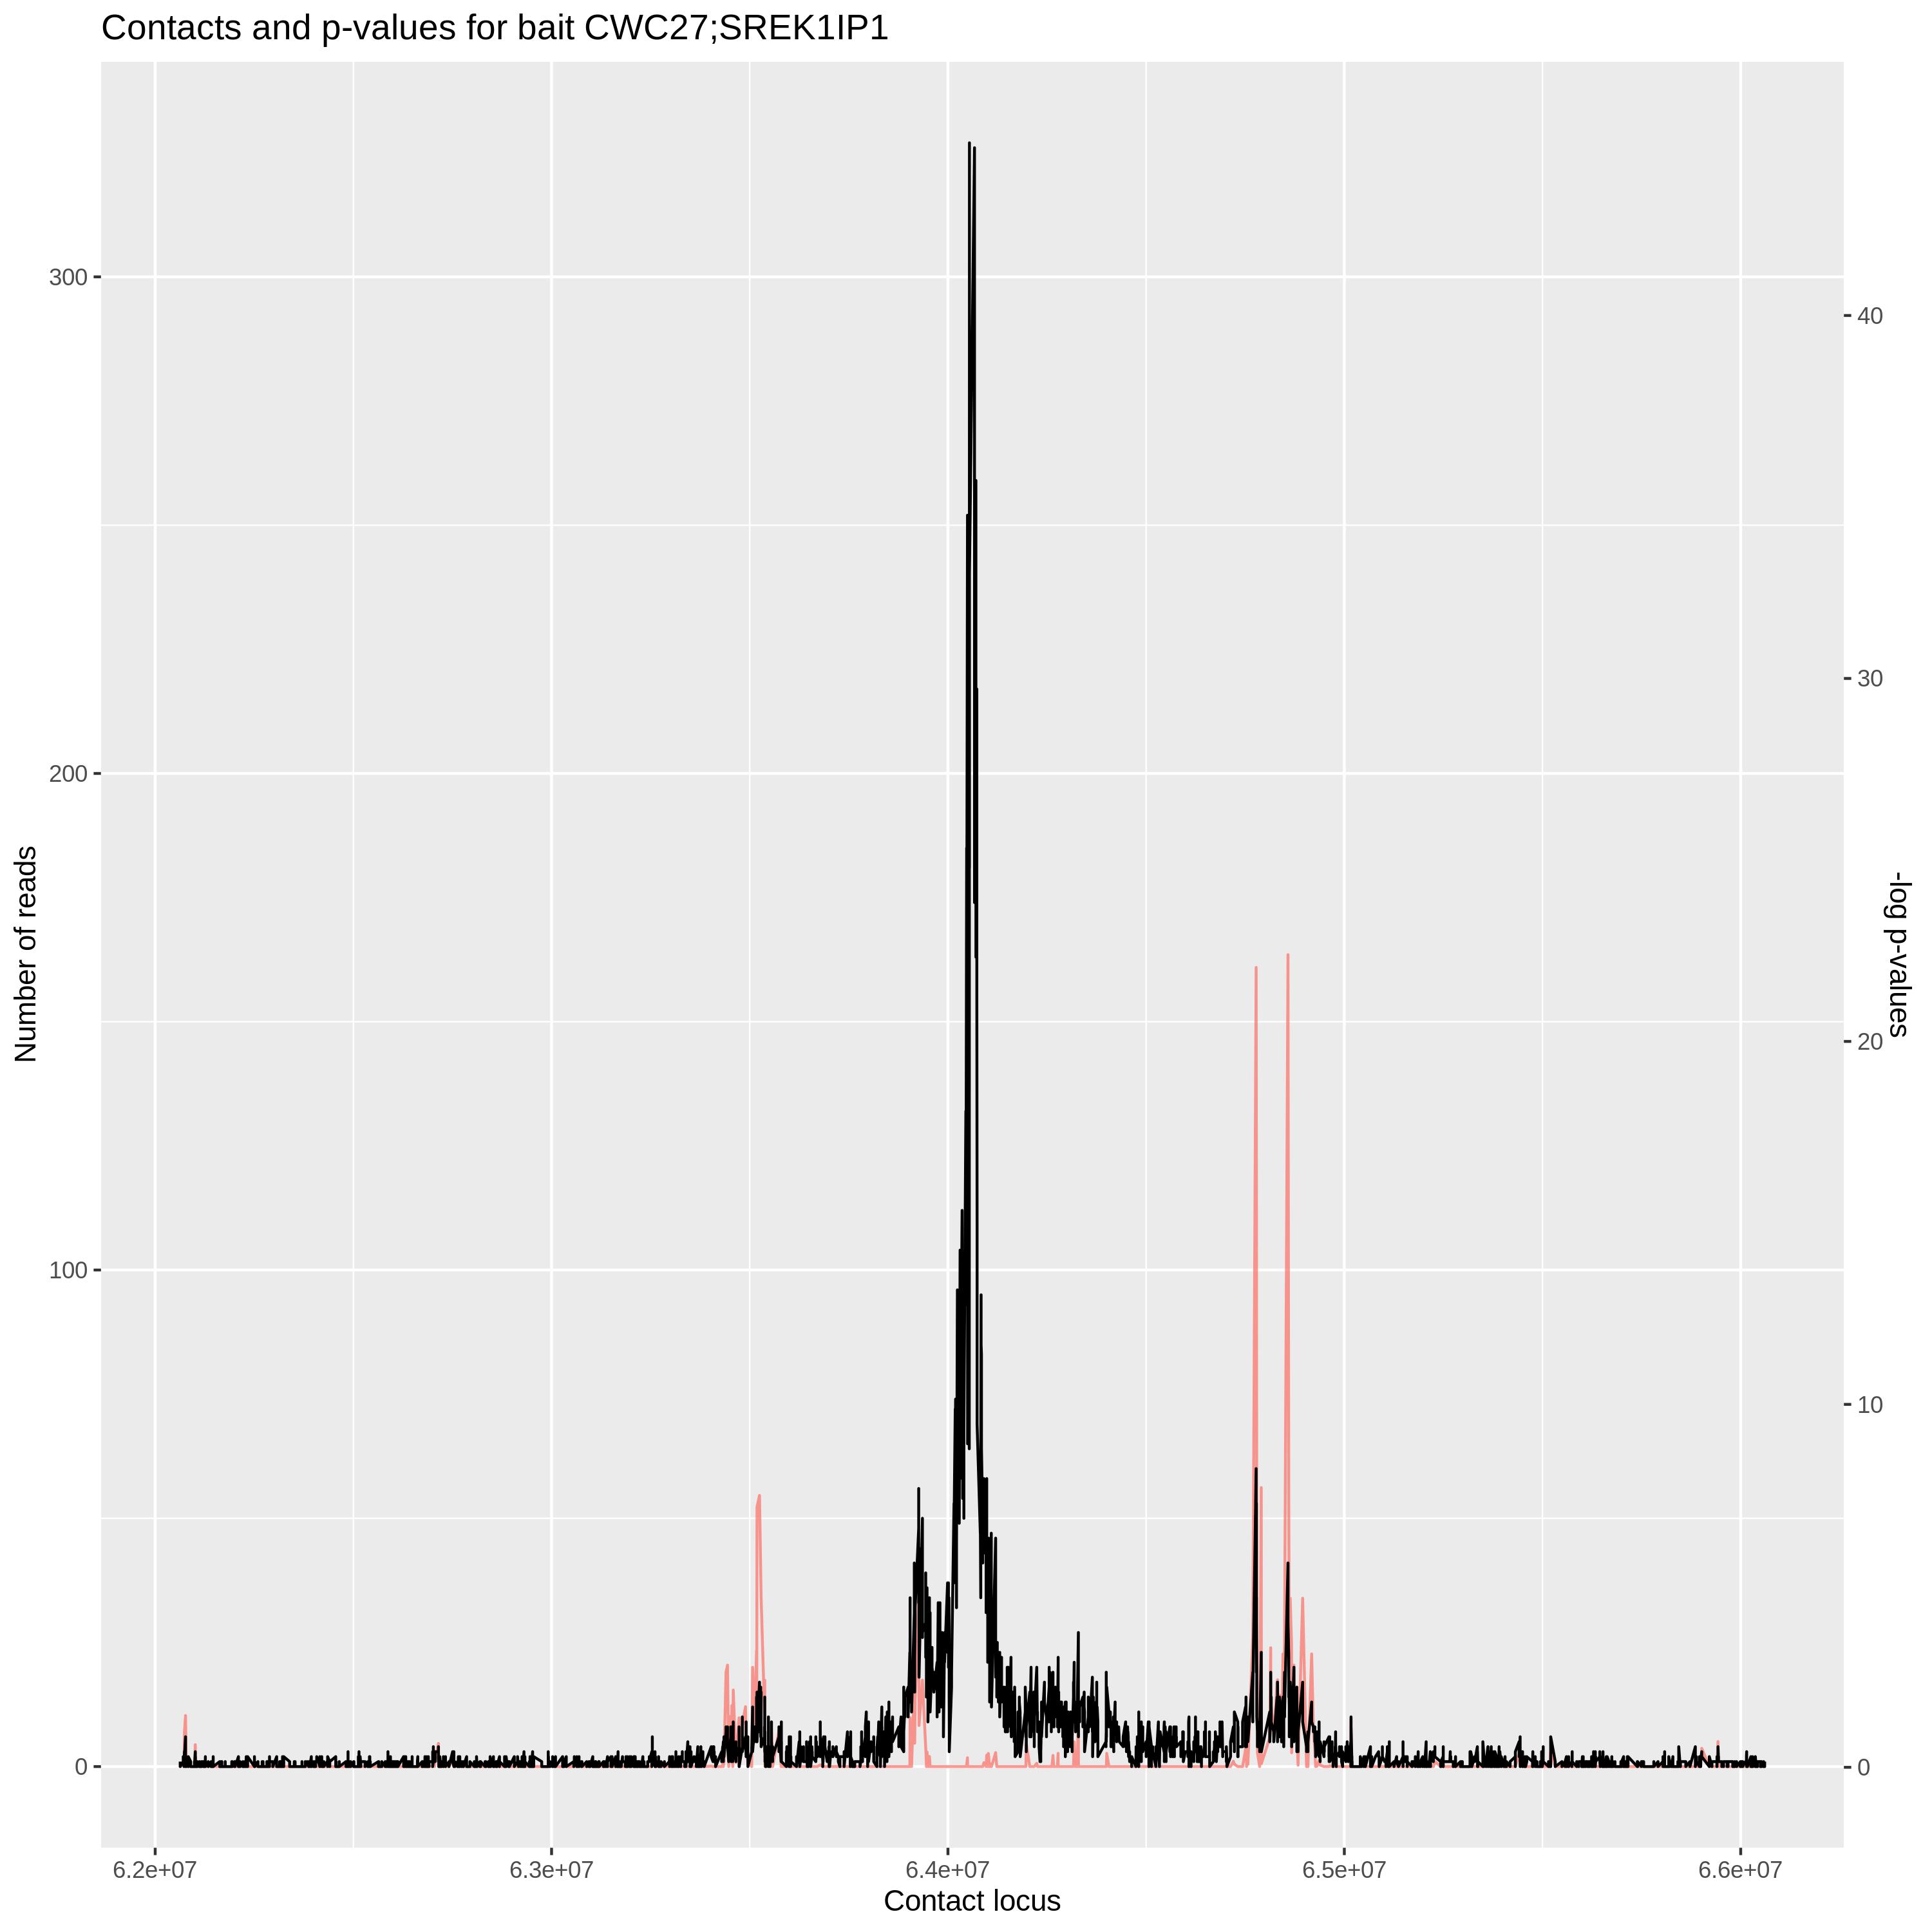 Contacts and p-values for bait CWC27;SREK1IP1
Number of reads
300
200
100
0
40
30
20
10
0
-log p-values
6.2e+07
6.3e+07
6.4e+07
6.5e+07
6.6e+07
Contact locus